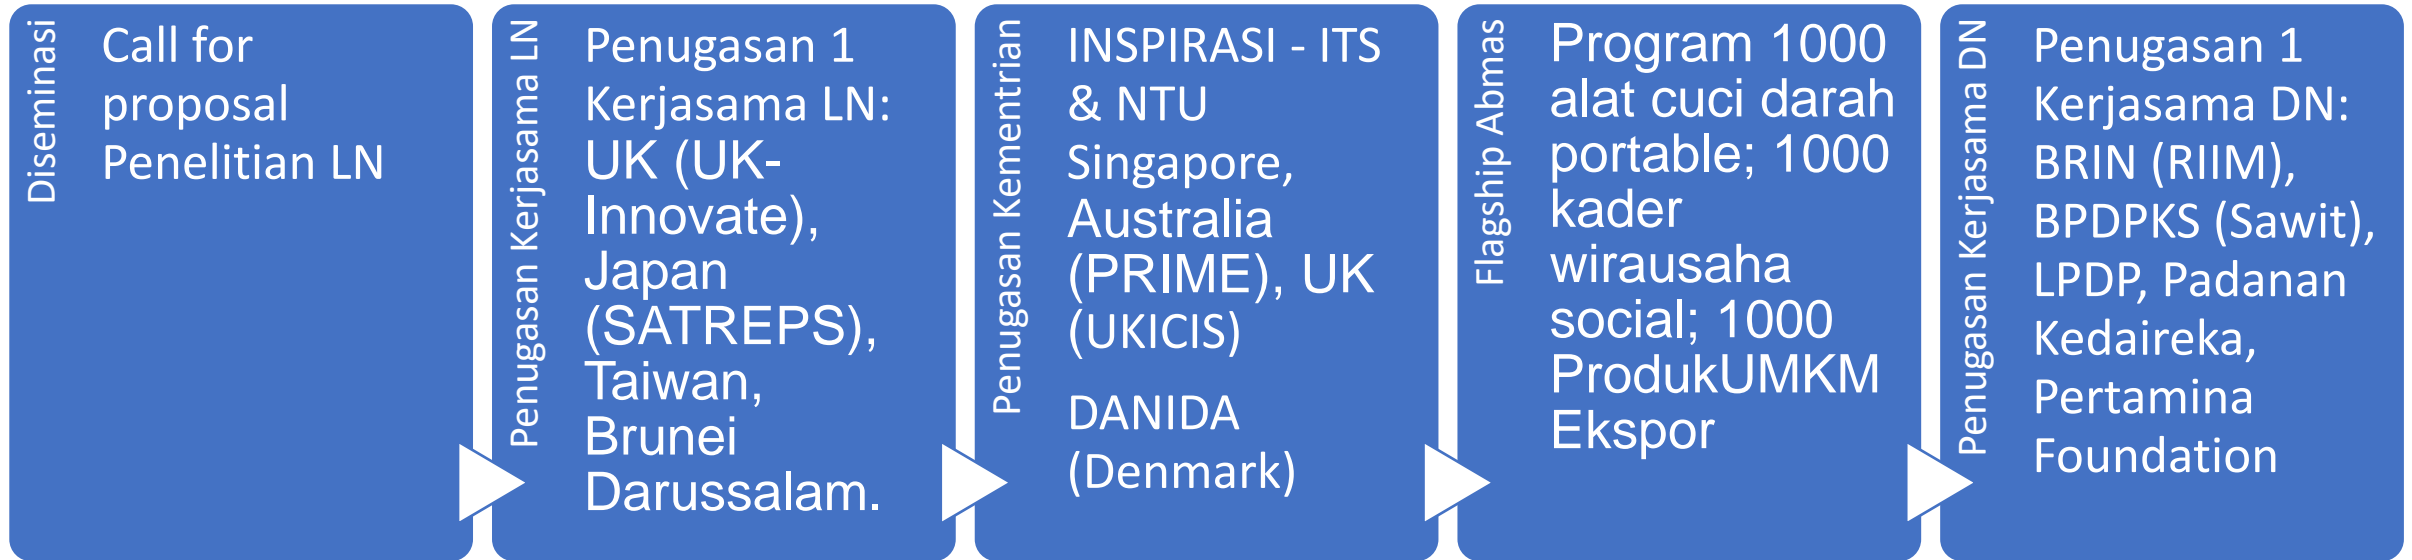 Diseminasi
Call for
proposal
Penelitian LN
Penugasan Kerjasama LN
Penugasan 1
Kerjasama LN:
UK (UK-
Innovate),
Japan
(SATREPS),
Taiwan,
Brunei
Darussalam.
Penugasan Kementrian
INSPIRASI - ITS
& NTU
Singapore,
Australia
(PRIME), UK
(UKICIS)
DANIDA
(Denmark)
Flagship Abmas
Program 1000
alat cuci darah
portable; 1000
kader
wirausaha
social; 1000
ProdukUMKM
Ekspor
Penugasan Kerjasama DN
Penugasan 1
Kerjasama DN:
BRIN (RIIM),
BPDPKS (Sawit),
LPDP, Padanan
Kedaireka,
Pertamina
Foundation